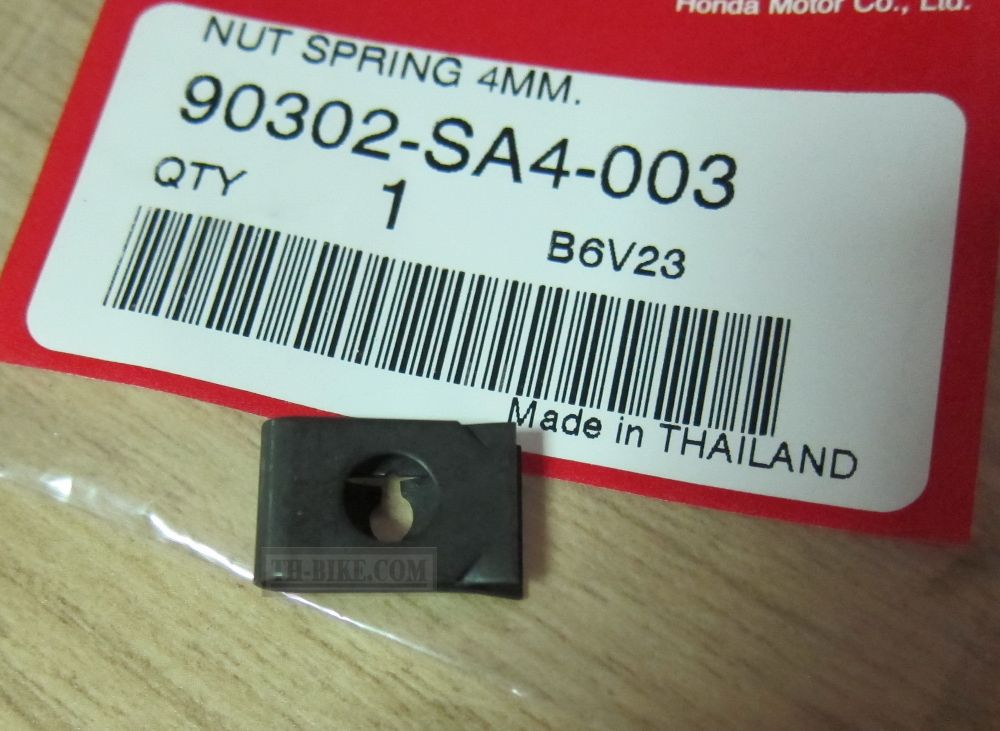 Honda Motor Co., Ltd.
NUT SPRING 4MM.
90302-SA4-003
QTY 1
B6V23
Made in THAILAND
TH-BIKE.COM